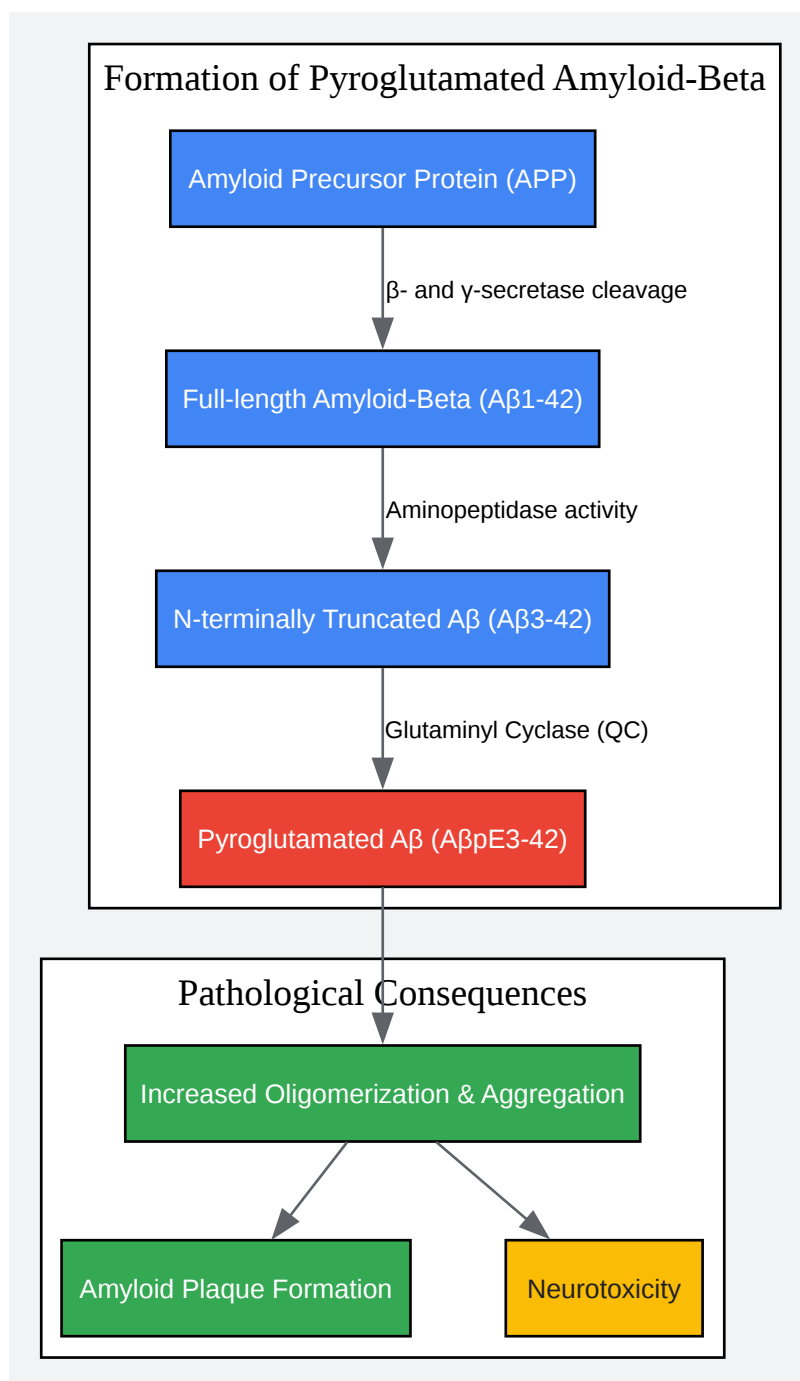 Formation of Pyroglutamated Amyloid-Beta
Amyloid Precursor Protein (APP)
β- and γ-secretase cleavage
Full-length Amyloid-Beta (Aβ1-42)
Aminopeptidase activity
N-terminally Truncated Aβ (Aβ3-42)
Glutaminyl Cyclase (QC)
Pyroglutamated Aβ (AβpE3-42)
Pathological Consequences
Increased Oligomerization & Aggregation
Amyloid Plaque Formation
Neurotoxicity